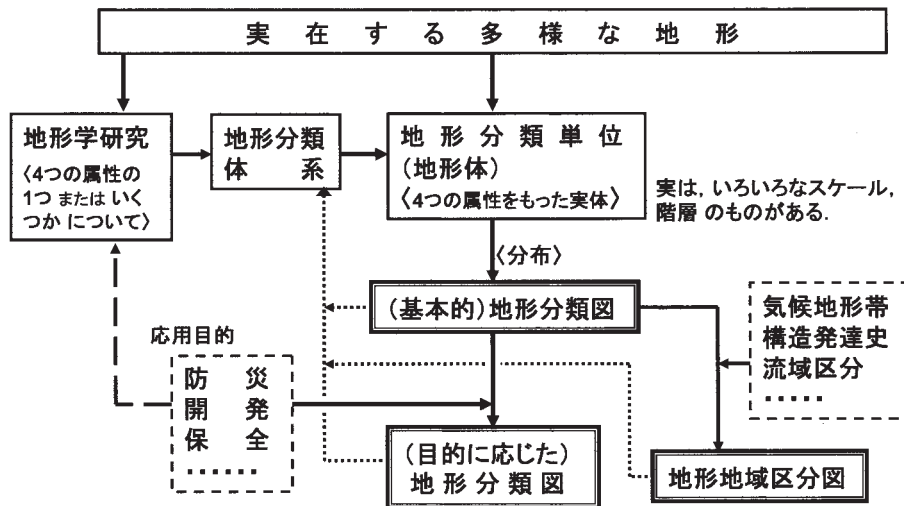 実在する多様な地形
地形学研究
〈4つの属性の
1つ または いく
つか について〉
地形分類
体系
地形分類単位
(地形体)
〈4つの属性をもった実体〉
実は，いろいろなスケール，
階層 のものがある.
〈分布〉
(基本的)地形分類図
気候地形帯
構造発達史
流域区分
‥‥‥
応用目的
防災
開発
保全
‥‥‥
(目的に応じた)
地形分類図
地形地域区分図